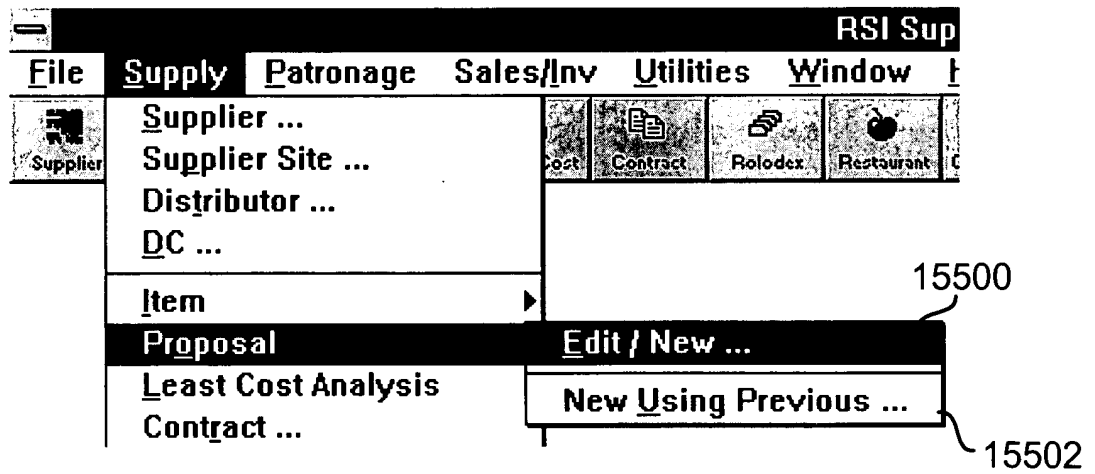 RSI Sup
File Supply Patronage Sales/Inv Utilities Window
Supplier Cost Contract Rolodex Restaurant
Supplier ...
Supplier Site ...
Distributor ...
DC ...
Item
Proposal
Least Cost Analysis
Contract ...
15500
Edit / New ...
New Using Previous ...
15502